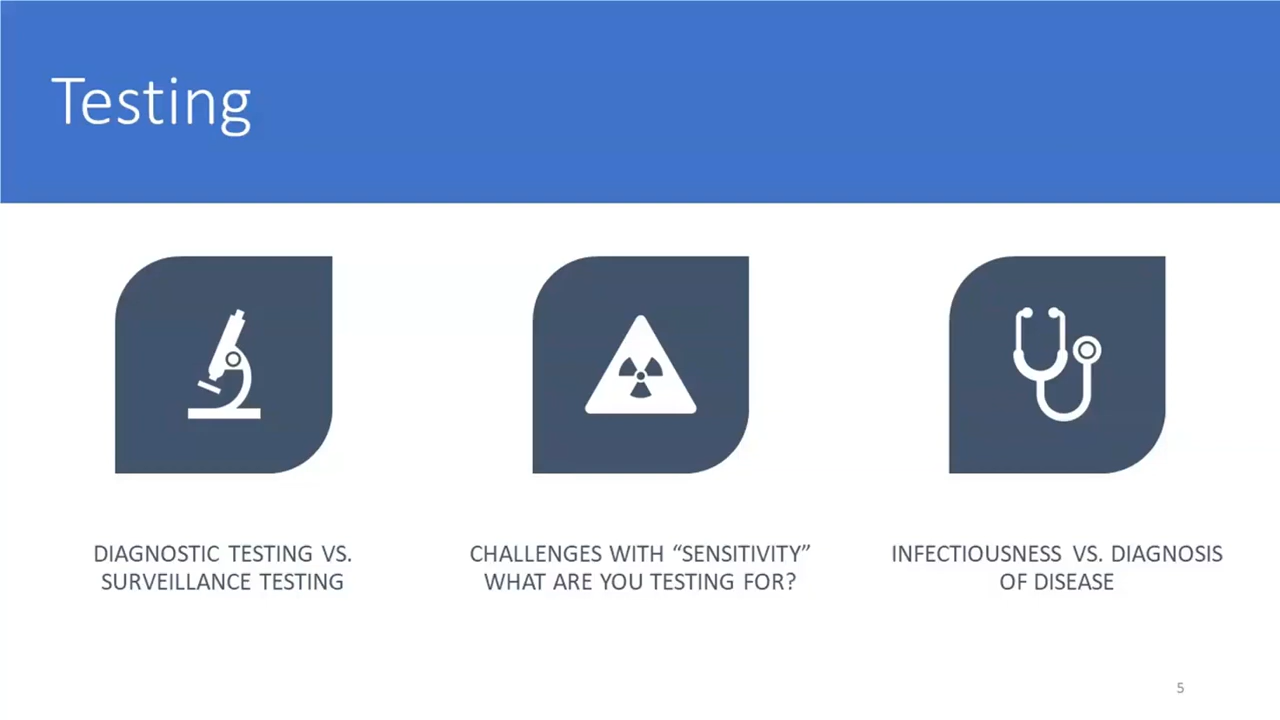 Testing
DIAGNOSTIC TESTING VS.
SURVEILLANCE TESTING
CHALLENGES WITH “SENSITIVITY”
WHAT ARE YOU TESTING FOR?
INFECTIOUSNESS VS. DIAGNOSIS
OF DISEASE
5